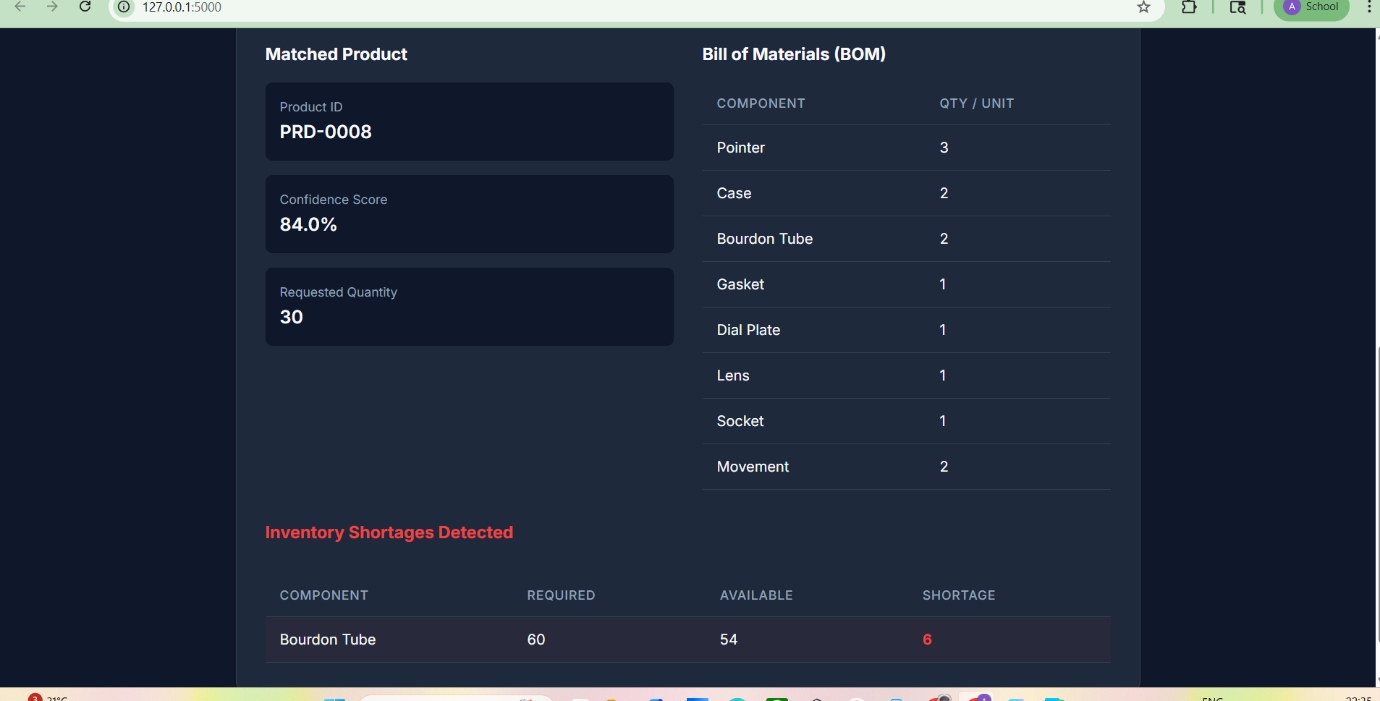 127.0.0.1:5000
A School
Matched Product
Product ID
PRD-0008
Confidence Score
84.0%
Requested Quantity
30
Bill of Materials (BOM)
COMPONENT QTY / UNIT
Pointer 3
Case 2
Bourdon Tube 2
Gasket 1
Dial Plate 1
Lens 1
Socket 1
Movement 2
Inventory Shortages Detected
COMPONENT REQUIRED AVAILABLE SHORTAGE
Bourdon Tube 60 54 6